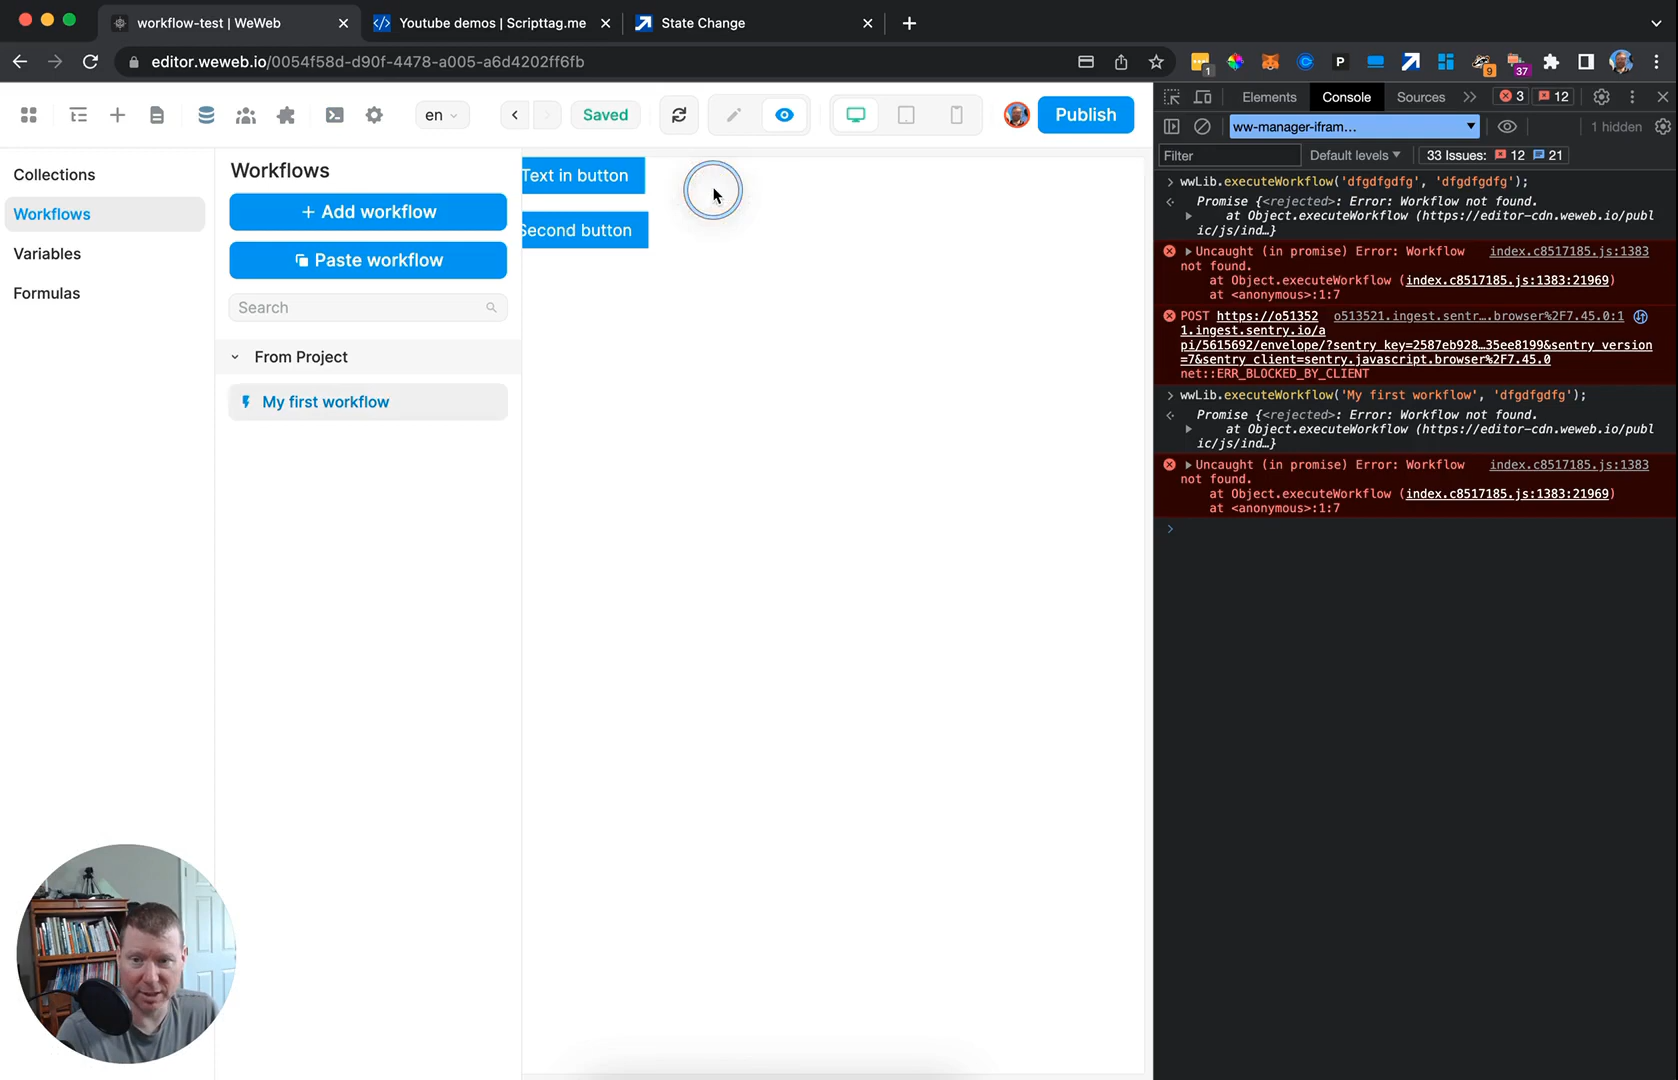 workflow-test | WeWeb
Youtube demos | Scripttag.me
State Change
editor.weweb.io/0054f58d-d90f-4478-a005-a6d4202ff6fb
1
P
9
37
en
Saved
Publish
Elements
Console
Sources
3
12
ww-manager-ifram…
1 hidden
Filter
Default levels
33 Issues:
12
21
Collections
Workflows
Variables
Formulas
Workflows
+ Add workflow
Paste workflow
Search
From Project
My first workflow
Text in button
Second button
wwLib.executeWorkflow('dfgdfgdfg', 'dfgdfgdfg');
Promise {<rejected>: Error: Workflow not found.
at Object.executeWorkflow (https://editor-cdn.weweb.io/publ
ic/js/ind…}
Uncaught (in promise) Error: Workflow index.c8517185.js:1383
not found.
at Object.executeWorkflow (index.c8517185.js:1383:21969)
at <anonymous>:1:7
POST https://o51352 o513521.ingest.sentr….browser%2F7.45.0:1
1.ingest.sentry.io/a
pi/5615692/envelope/?sentry_key=2587eb928…35ee8199&sentry_version
=7&sentry_client=sentry.javascript.browser%2F7.45.0
net::ERR_BLOCKED_BY_CLIENT
wwLib.executeWorkflow('My first workflow', 'dfgdfgdfg');
Promise {<rejected>: Error: Workflow not found.
at Object.executeWorkflow (https://editor-cdn.weweb.io/publ
ic/js/ind…}
Uncaught (in promise) Error: Workflow index.c8517185.js:1383
not found.
at Object.executeWorkflow (index.c8517185.js:1383:21969)
at <anonymous>:1:7